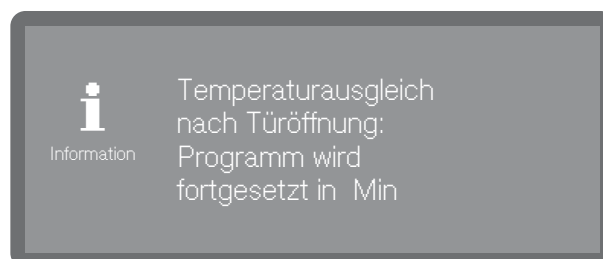 Information
Temperaturausgleich
nach Türöffnung:
Programm wird
fortgesetzt in  Min